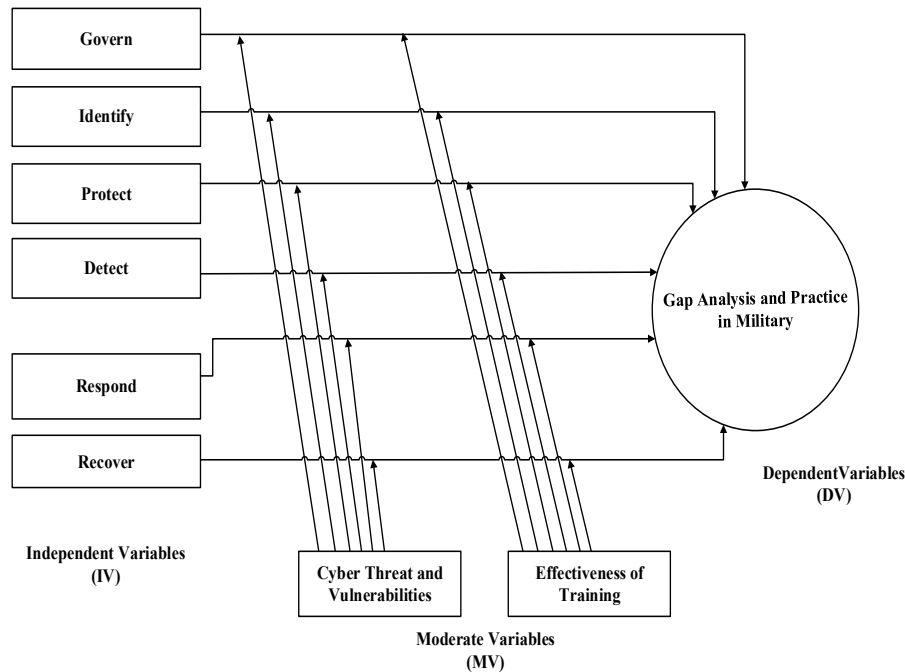 Govern
Identify
Protect
Detect
Respond
Recover
Gap Analysis and Practice
in Military
DependentVariables
(DV)
Independent Variables
(IV)
Cyber Threat and
Vulnerabilities
Effectiveness of
Training
Moderate Variables
(MV)